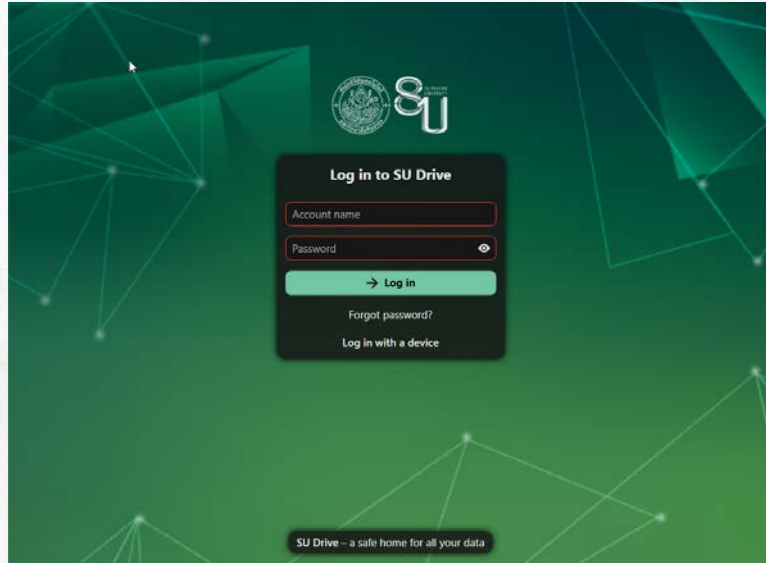 SU
Log in to SU Drive
Account name
Password
Log in
Forgot password?
Log in with a device
SU Drive – a safe home for all your data